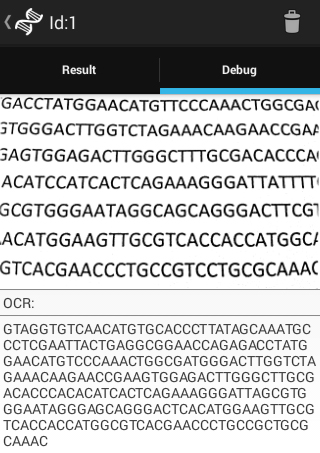 Id:1
Result
Debug
GACCTATGGAACATGTTCCCAAACTGGCGAG
GTGGGACTTGGTCTAGAAACAAGAACCGAA
GAGTGGAGACTTGGGCTTTGCGACACCCA
ACATCCATCACTCAGAAAGGGATTATTTT
GCGTGGGAATAGGCAGCAGGGACTTCGT
ACATGGAAGTTGCGTCACCACCATGGCA
GTCACGAACCCTGCCGTCCTGCGCAAAC
OCR:
GTAGGTGTCAACATGTGCACCCTTATAGCAAATGC
CCTCGAATTACTGAGGCGGAACCAGAGACCTATG
GAACATGTCCCAAACTGGCGATGGGACTTGGTCTA
GAAACAAGAACCGAAGTGGAGACTTGGGCTTGCG
ACACCCACACATCACTCAGAAAGGGATTAGCGTG
GGAATAGGGAGCAGGGACTCACATGGAAGTTGCG
TCACCACCATGGCGTCACGAACCCTGCCGCTGCG
CAAAC